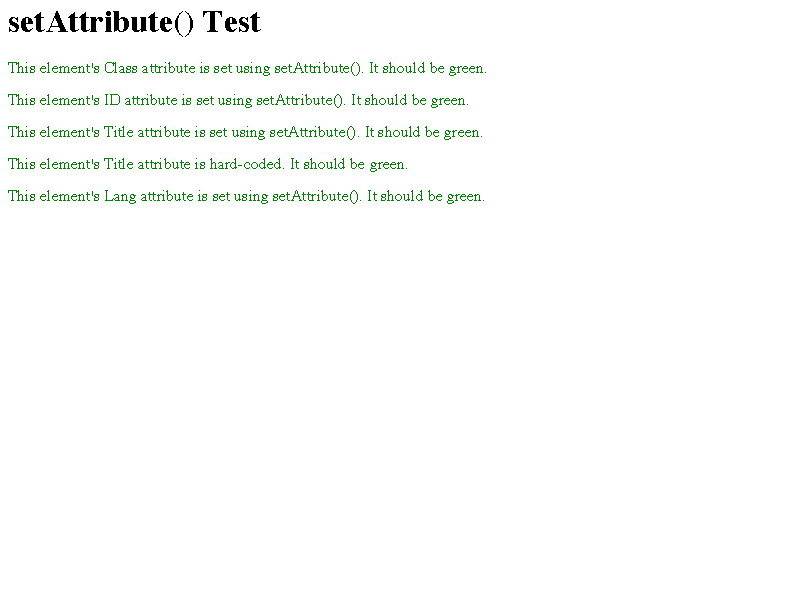 setAttribute() Test
This element's Class attribute is set using setAttribute(). It should be green.
This element's ID attribute is set using setAttribute(). It should be green.
This element's Title attribute is set using setAttribute(). It should be green.
This element's Title attribute is hard-coded. It should be green.
This element's Lang attribute is set using setAttribute(). It should be green.